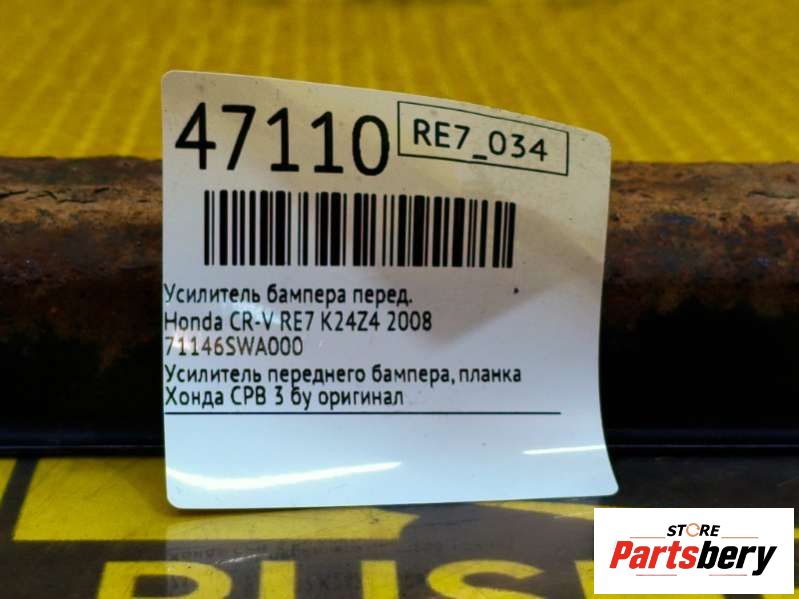 47110
RE7_034
Усилитель бампера перед.
Honda CR-V RE7 K24Z4 2008
71146SWA000
Усилитель переднего бампера, планка
Хонда СРВ 3 бу оригинал
STORE
Partsbery